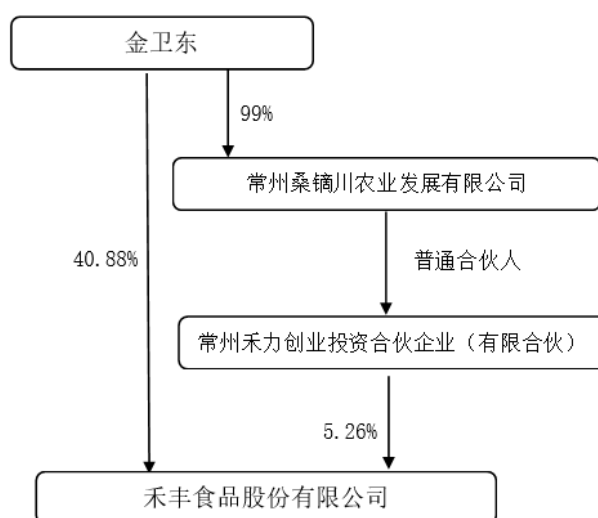 金卫东
99%
常州桑镝川农业发展有限公司
40.88%
普通合伙人
常州禾力创业投资合伙企业（有限合伙）
5.26%
禾丰食品股份有限公司